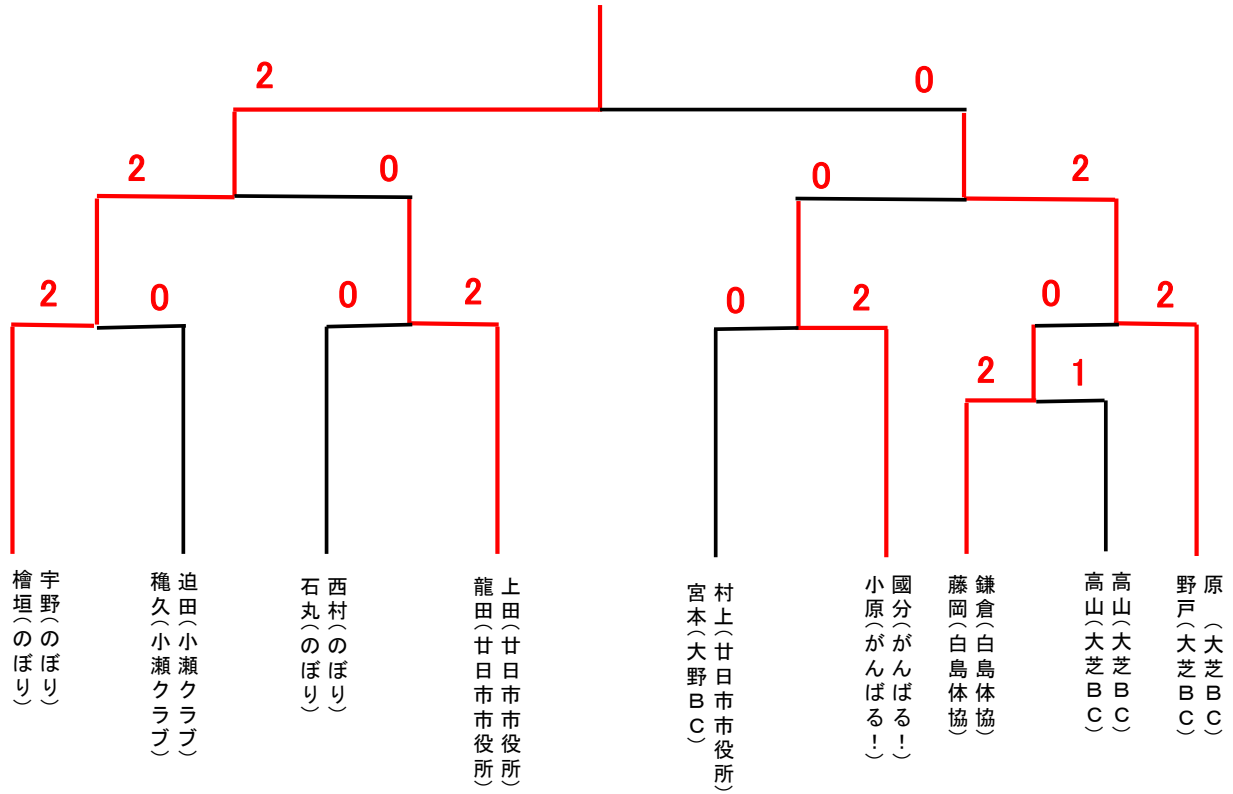 2
0
2
0
0
2
2
0
0
2
0
2
0
2
2
1
宇野(のぼり)
檜垣(のぼり)
迫田(小瀬クラブ)
穐久(小瀬クラブ)
西村(のぼり)
石丸(のぼり)
上田(廿日市市役所)
龍田(廿日市市役所)
村上(廿日市市役所)
宮本(大野BC)
國分(がんばる!)
小原(がんばる!)
鎌倉(白島体協)
藤岡(白島体協)
高山(大芝BC)
高山(大芝BC)
原 (大芝BC)
野戸(大芝BC)